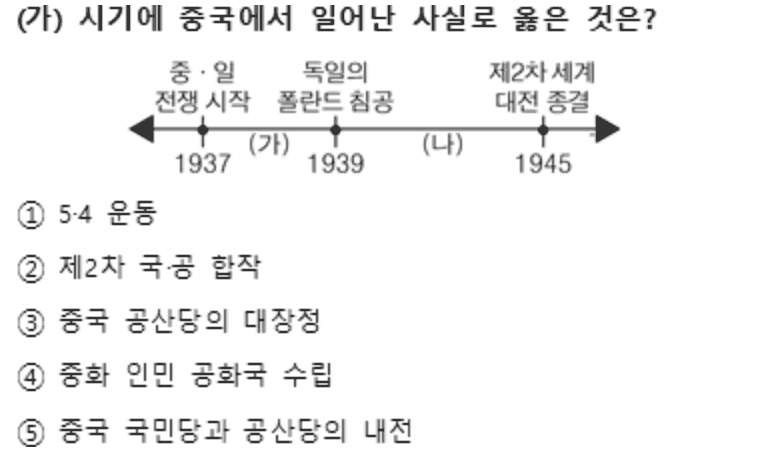 (가) 시기에 중국에서 일어난 사실로 옳은 것은?
중·일 독일의 제2차 세계
전쟁 시작 폴란드 침공 대전 종결
(가) (나)
1937 1939 1945
① 5·4 운동
② 제2차 국·공 합작
③ 중국 공산당의 대장정
④ 중화 인민 공화국 수립
⑤ 중국 국민당과 공산당의 내전